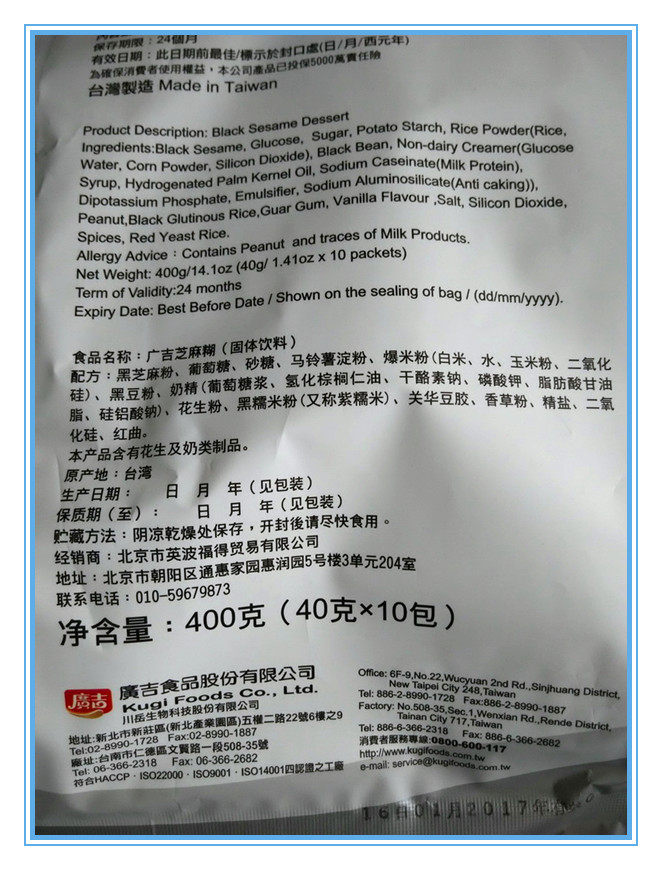 保存期限：24個月
有效日期：此日期前最佳/標示於封口處(日/月/西元年)
為確保消費者使用權益，本公司產品已投保5000萬責任險
台灣製造 Made in Taiwan
Product Description: Black Sesame Dessert
Ingredients:Black Sesame, Glucose, Sugar, Potato Starch, Rice Powder(Rice,
Water, Corn Powder, Silicon Dioxide), Black Bean, Non-dairy Creamer(Glucose
Syrup, Hydrogenated Palm Kernel Oil, Sodium Caseinate(Milk Protein),
Dipotassium Phosphate, Emulsifier, Sodium Aluminosilicate(Anti caking)),
Peanut,Black Glutinous Rice,Guar Gum, Vanilla Flavour ,Salt, Silicon Dioxide,
Spices, Red Yeast Rice.
Allergy Advice：Contains Peanut and traces of Milk Products.
Net Weight: 400g/14.1oz (40g/ 1.41oz x 10 packets)
Term of Validity:24 months
Expiry Date: Best Before Date / Shown on the sealing of bag / (dd/mm/yyyy).
食品名称：广吉芝麻糊（固体饮料）
配方：黑芝麻粉、葡萄糖、砂糖、马铃薯淀粉、爆米粉(白米、水、玉米粉、二氧化
硅)、黑豆粉、奶精(葡萄糖浆、氢化棕榈仁油、干酪素钠、磷酸钾、脂肪酸甘油
脂、硅铝酸钠)、花生粉、黑糯米粉(又称紫糯米)、关华豆胶、香草粉、精盐、二氧
化硅、红曲。
本产品含有花生及奶类制品。
原产地：台湾
生产日期： 日 月 年（见包装）
保质期（至）： 日 月 年（见包装）
贮藏方法：阴凉乾燥处保存，开封後请尽快食用。
经销商：北京市英波福得贸易有限公司
地址：北京市朝阳区通惠家园惠润园5号楼3单元204室
联系电话：010-59679873
净含量：400克（40克×10包）
廣吉
廣吉食品股份有限公司
Kugi Foods Co., Ltd.
川岳生物科技股份有限公司
地址:新北市新莊區(新北產業園區)五權二路22號6樓之9
Tel:02-8990-1728 Fax:02-8990-1887
廠址:台南市仁德區文賢路一段508-35號
Tel: 06-366-2318 Fax: 06-366-2682
符合HACCP．ISO22000．ISO9001．ISO14001四認證之工廠
Office: 6F-9,No.22,Wucyuan 2nd Rd.,Sinjhuang District,
New Taipei City 248,Taiwan
Tel: 886-2-8990-1728 Fax:886-2-8990-1887
Factory: No.508-35,Sec.1,Wenxian Rd.,Rende District,
Tainan City 717,Taiwan
Tel: 886-6-366-2318 Fax: 886-6-366-2682
消費者服務專線:0800-600-117
http://www.kugifoods.com.tw
e-mail: service@kugifoods.com.tw
16日01月2017年